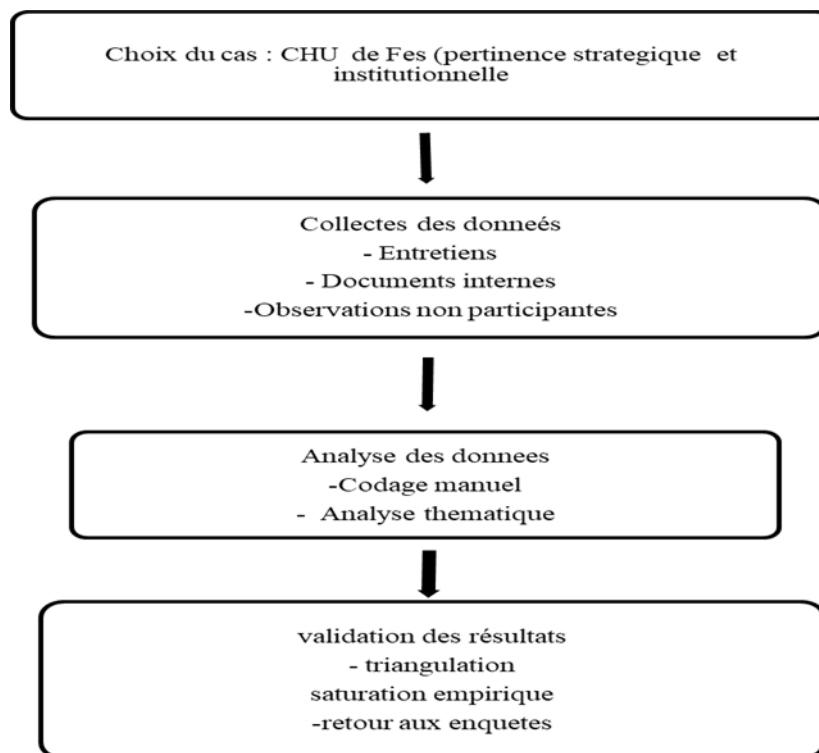 Choix du cas : CHU de Fes (pertinence strategique et
institutionnelle
Collectes des donneés
- Entretiens
- Documents internes
-Observations non participantes
Analyse des donnees
-Codage manuel
- Analyse thematique
validation des résultats
- triangulation
saturation empirique
-retour aux enquetes